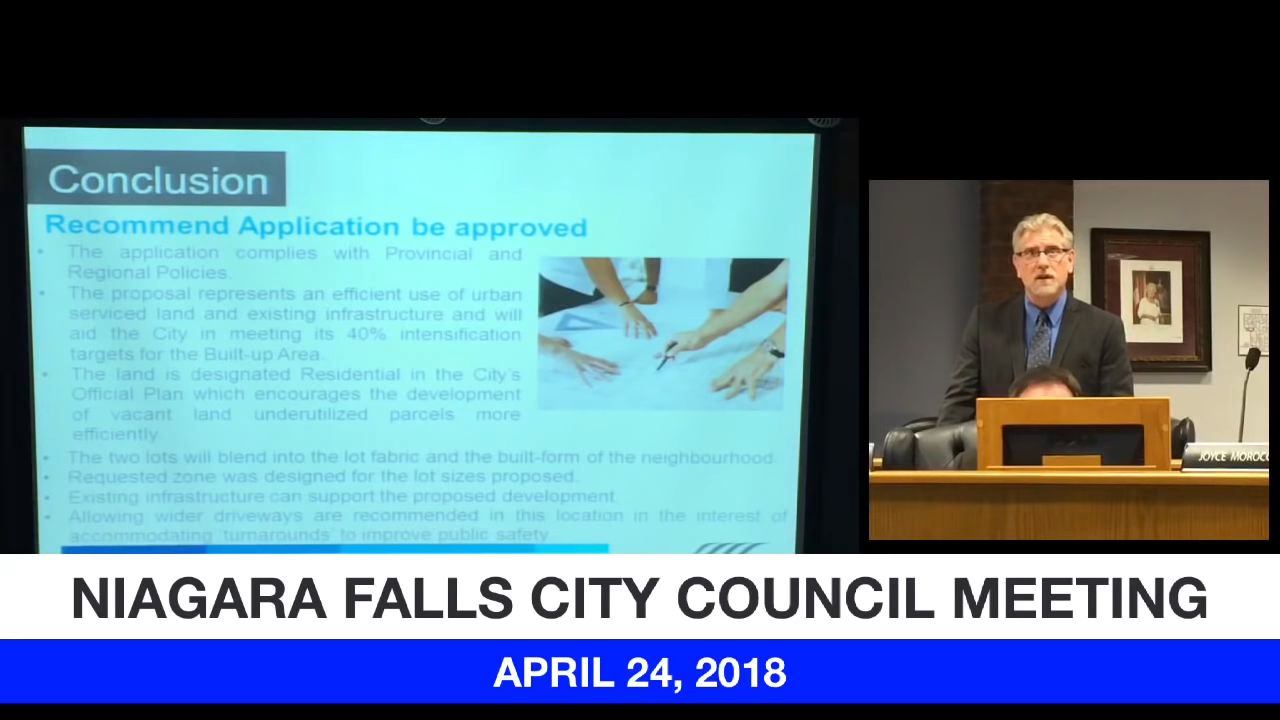 Conclusion
Recommend Application be approved
• The application complies with Provincial and
Regional Policies.
• The proposal represents an efficient use of urban
serviced land and existing infrastructure and will
aid the City in meeting its 40% intensification
targets for the Built-up Area.
• The land is designated Residential in the City's
Official Plan which encourages the development
of vacant land underutilized parcels more
efficiently
• The two lots will blend into the lot fabric and the built-form of the neighbourhood.
• Requested zone was designed for the lot sizes proposed.
• Existing infrastructure can support the proposed development.
• Allowing wider driveways are recommended in this location in the interest of
accommodating 'turnarounds' to improve public safety.
JOYCE MOROCC
NIAGARA FALLS CITY COUNCIL MEETING
APRIL 24, 2018